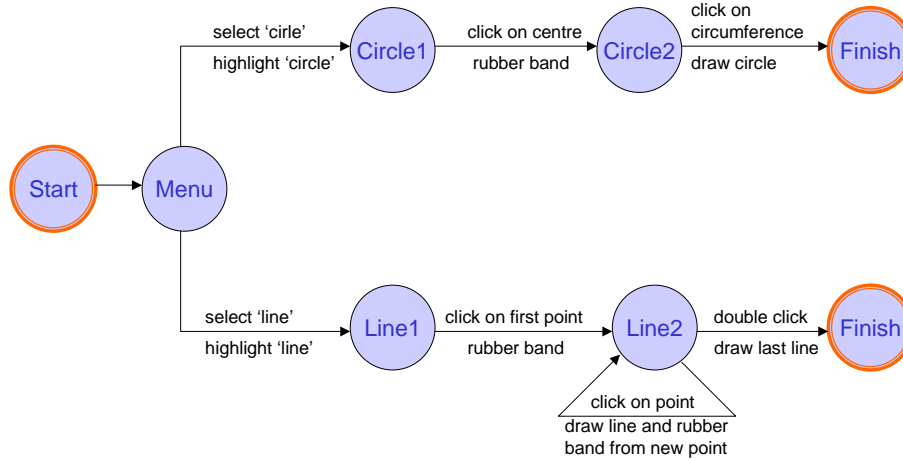 select ‘cirle’
highlight ‘circle’
Circle1
click on centre
rubber band
Circle2
click on
circumference
draw circle
Finish
Start
Menu
select ‘line’
highlight ‘line’
Line1
click on first point
rubber band
Line2
double click
draw last line
Finish
click on point
draw line and rubber
band from new point